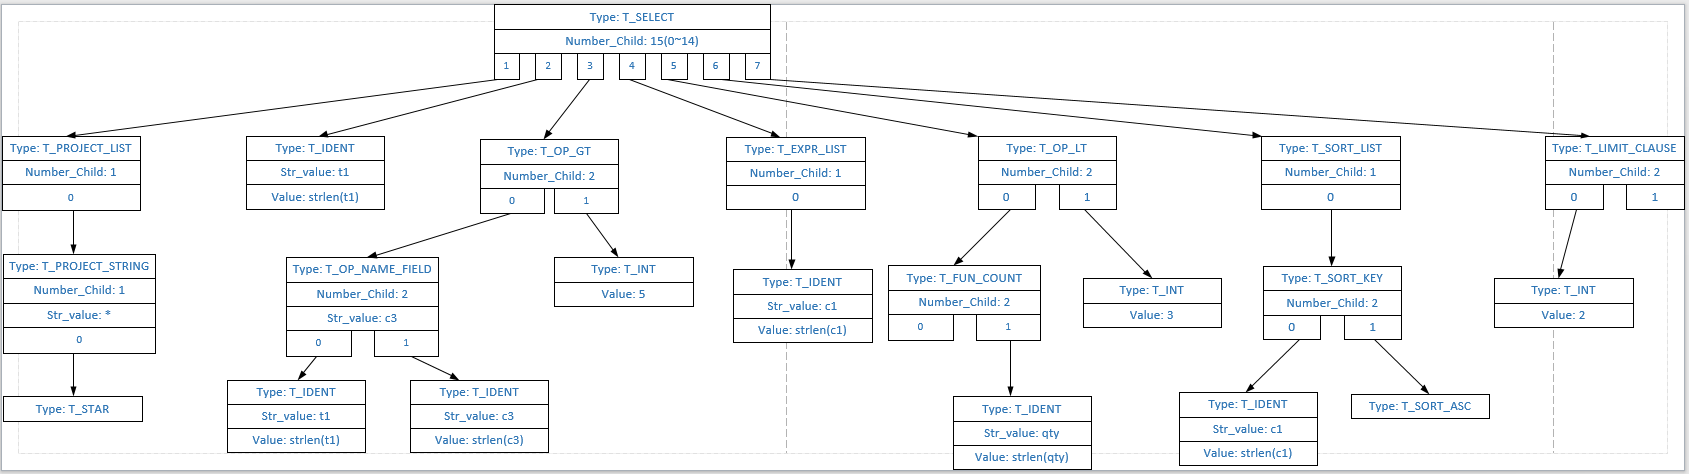 Type: T_SELECT
Number_Child: 15(0~14)
1 2 3 4 5 6 7
Type: T_PROJECT_LIST
Number_Child: 1
0
Type: T_IDENT
Str_value: t1
Value: strlen(t1)
Type: T_OP_GT
Number_Child: 2
0 1
Type: T_EXPR_LIST
Number_Child: 1
0
Type: T_OP_LT
Number_Child: 2
0 1
Type: T_SORT_LIST
Number_Child: 1
0
Type: T_LIMIT_CLAUSE
Number_Child: 2
0 1
Type: T_PROJECT_STRING
Number_Child: 1
Str_value: *
0
Type: T_OP_NAME_FIELD
Number_Child: 2
Str_value: c3
0 1
Type: T_INT
Value: 5
Type: T_IDENT
Str_value: c1
Value: strlen(c1)
Type: T_FUN_COUNT
Number_Child: 2
0 1
Type: T_INT
Value: 3
Type: T_SORT_KEY
Number_Child: 2
0 1
Type: T_INT
Value: 2
Type: T_STAR
Type: T_IDENT
Str_value: t1
Value: strlen(t1)
Type: T_IDENT
Str_value: c3
Value: strlen(c3)
Type: T_IDENT
Str_value: qty
Value: strlen(qty)
Type: T_IDENT
Str_value: c1
Value: strlen(c1)
Type: T_SORT_ASC